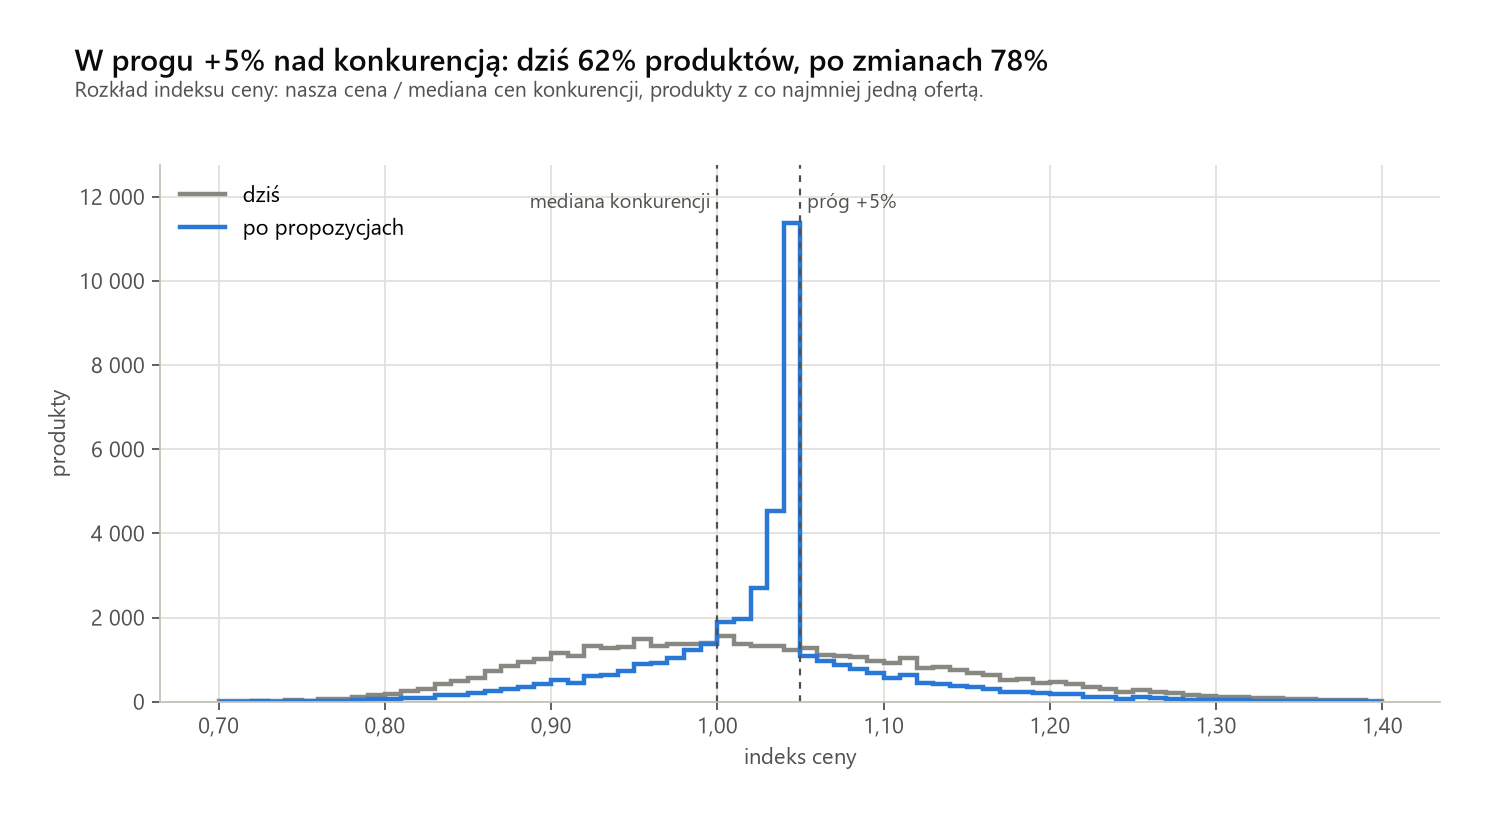 W progu +5% nad konkurencją: dziś 62% produktów, po zmianach 78%
Rozkład indeksu ceny: nasza cena / mediana cen konkurencji, produkty z co najmniej jedną ofertą.
dziś
po propozycjach
mediana konkurencji
próg +5%
12 000
10 000
8 000
6 000
4 000
2 000
0
produkty
0,70
0,80
0,90
1,00
1,10
1,20
1,30
1,40
indeks ceny